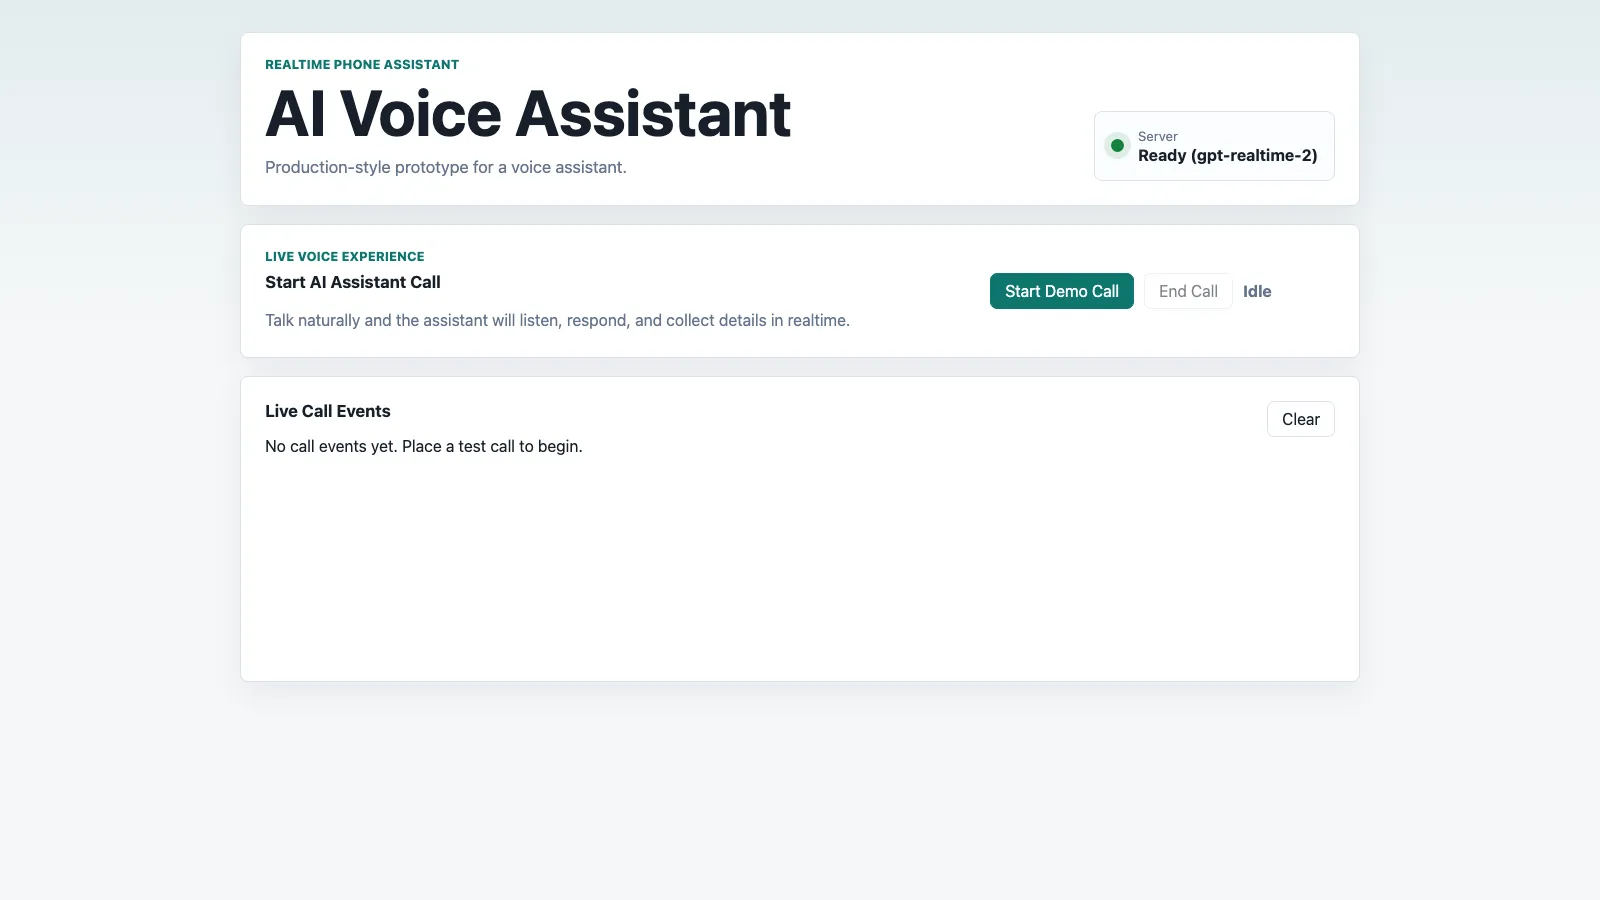 REALTIME PHONE ASSISTANT
AI Voice Assistant
Production-style prototype for a voice assistant.
Server
Ready (gpt-realtime-2)
LIVE VOICE EXPERIENCE
Start AI Assistant Call
Talk naturally and the assistant will listen, respond, and collect details in realtime.
Start Demo Call
End Call
Idle
Live Call Events
Clear
No call events yet. Place a test call to begin.